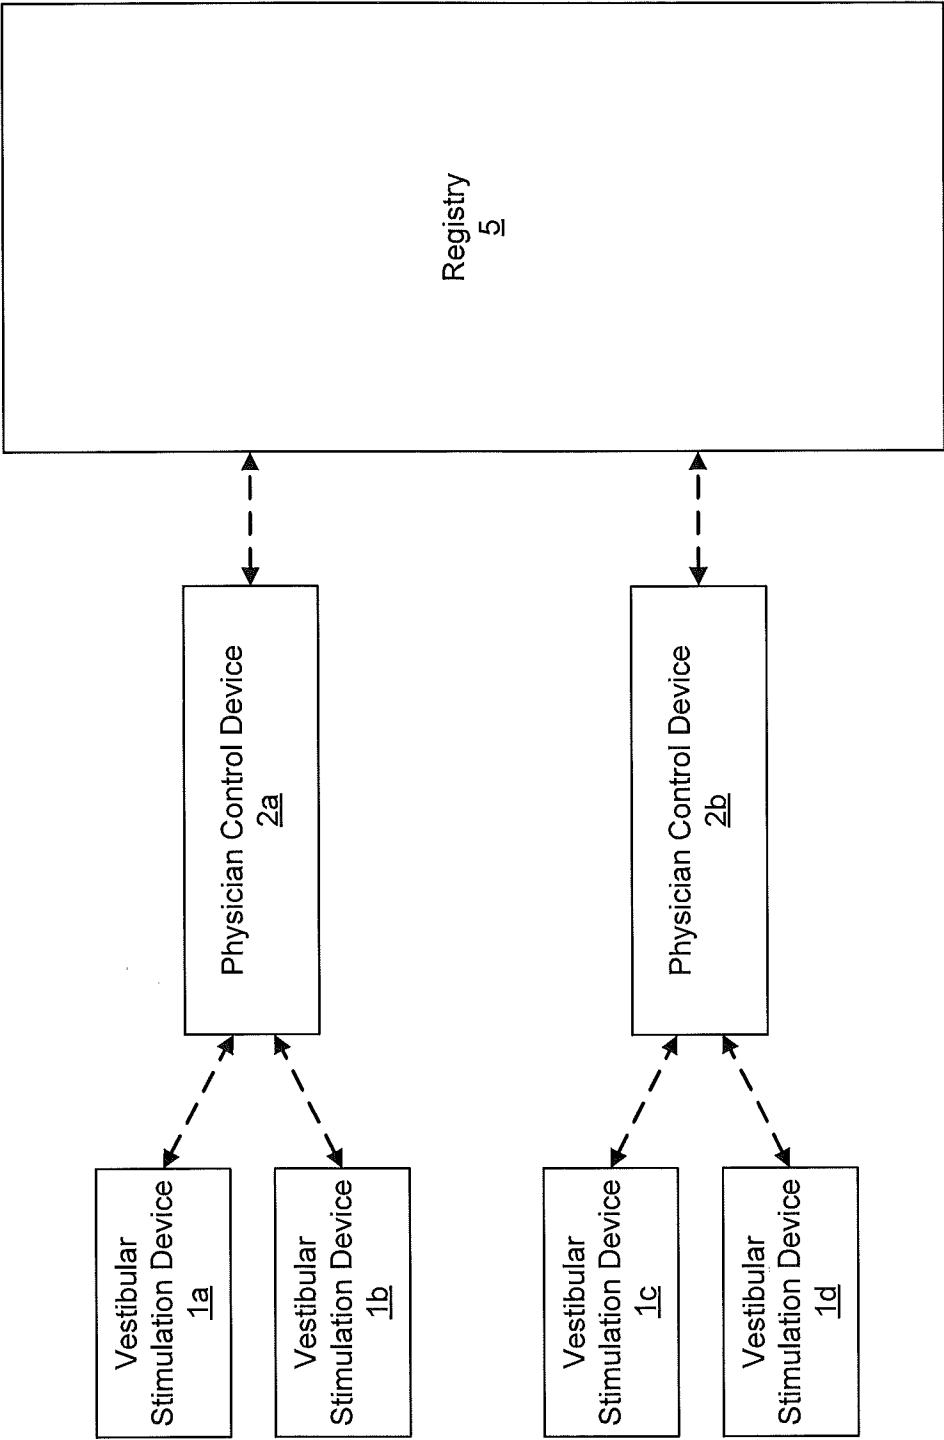 Vestibular
Stimulation Device
1a
Vestibular
Stimulation Device
1b
Vestibular
Stimulation Device
1c
Vestibular
Stimulation Device
1d
Physician Control Device
2a
Physician Control Device
2b
Registry
5